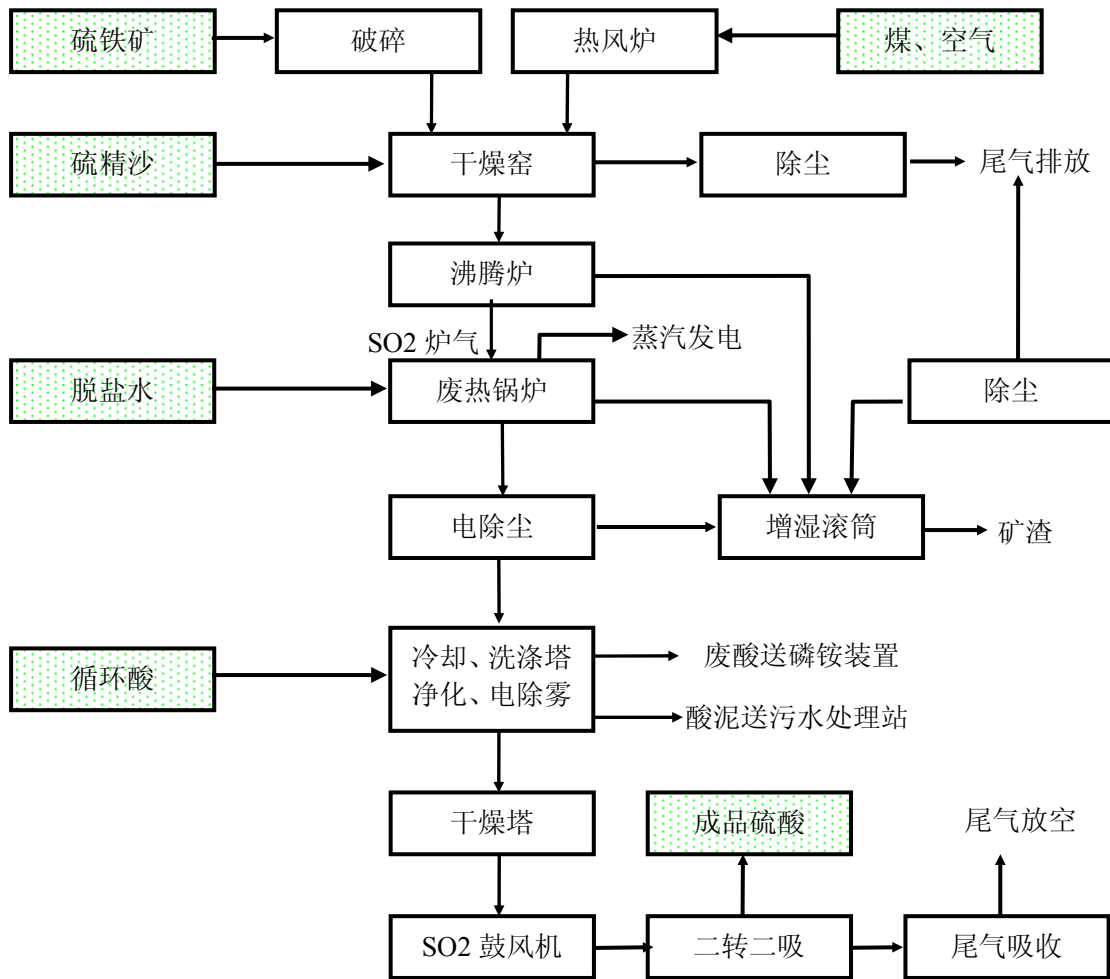 硫铁矿
破碎
热风炉
煤、空气
硫精沙
干燥窑
除尘
尾气排放
沸腾炉
SO2 炉气
蒸汽发电
脱盐水
废热锅炉
除尘
电除尘
增湿滚筒
矿渣
循环酸
冷却、洗涤塔
净化、电除雾
废酸送磷铵装置
酸泥送污水处理站
干燥塔
成品硫酸
尾气放空
SO2 鼓风机
二转二吸
尾气吸收